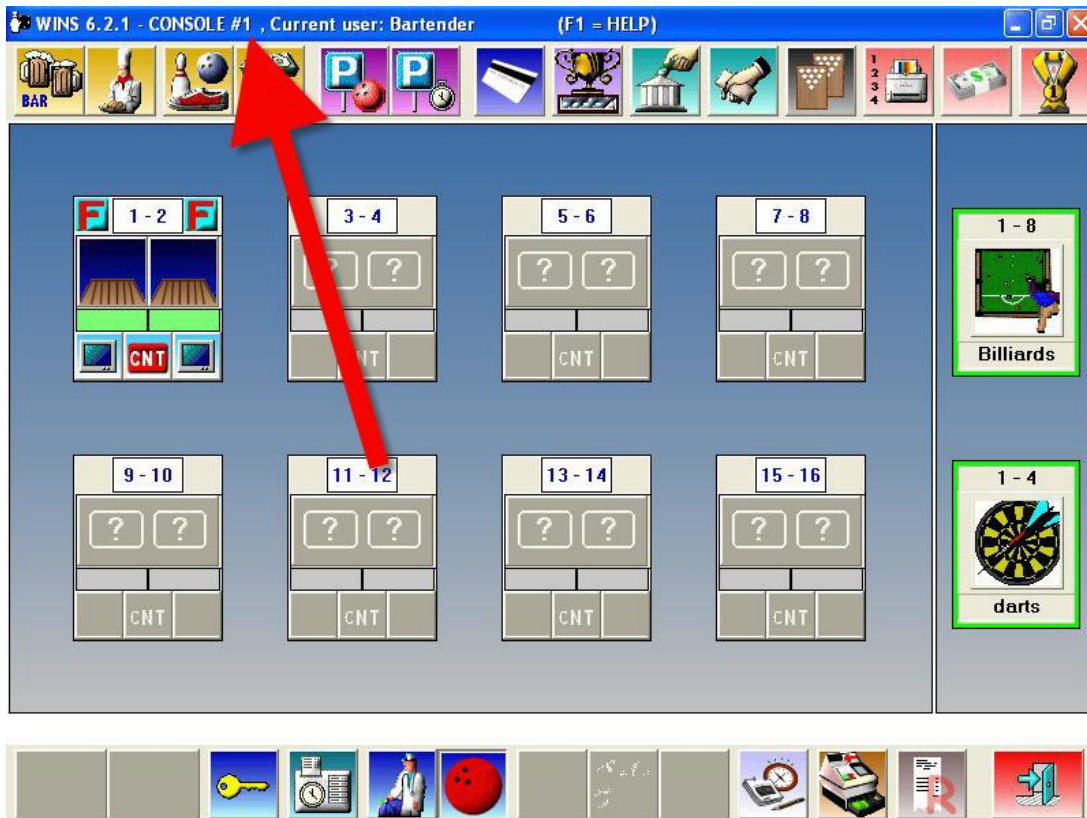 WINS 6.2.1 - CONSOLE #1 , Current user: Bartender (F1 = HELP)
BAR
P P
1
2
3
4
F 1 - 2 F
3 - 4
5 - 6
7 - 8
? ?
? ?
? ?
CNT
CNT
CNT
CNT
1 - 8
Billiards
9 - 10
11 - 12
13 - 14
15 - 16
? ?
? ?
? ?
? ?
CNT
CNT
CNT
CNT
1 - 4
darts
R